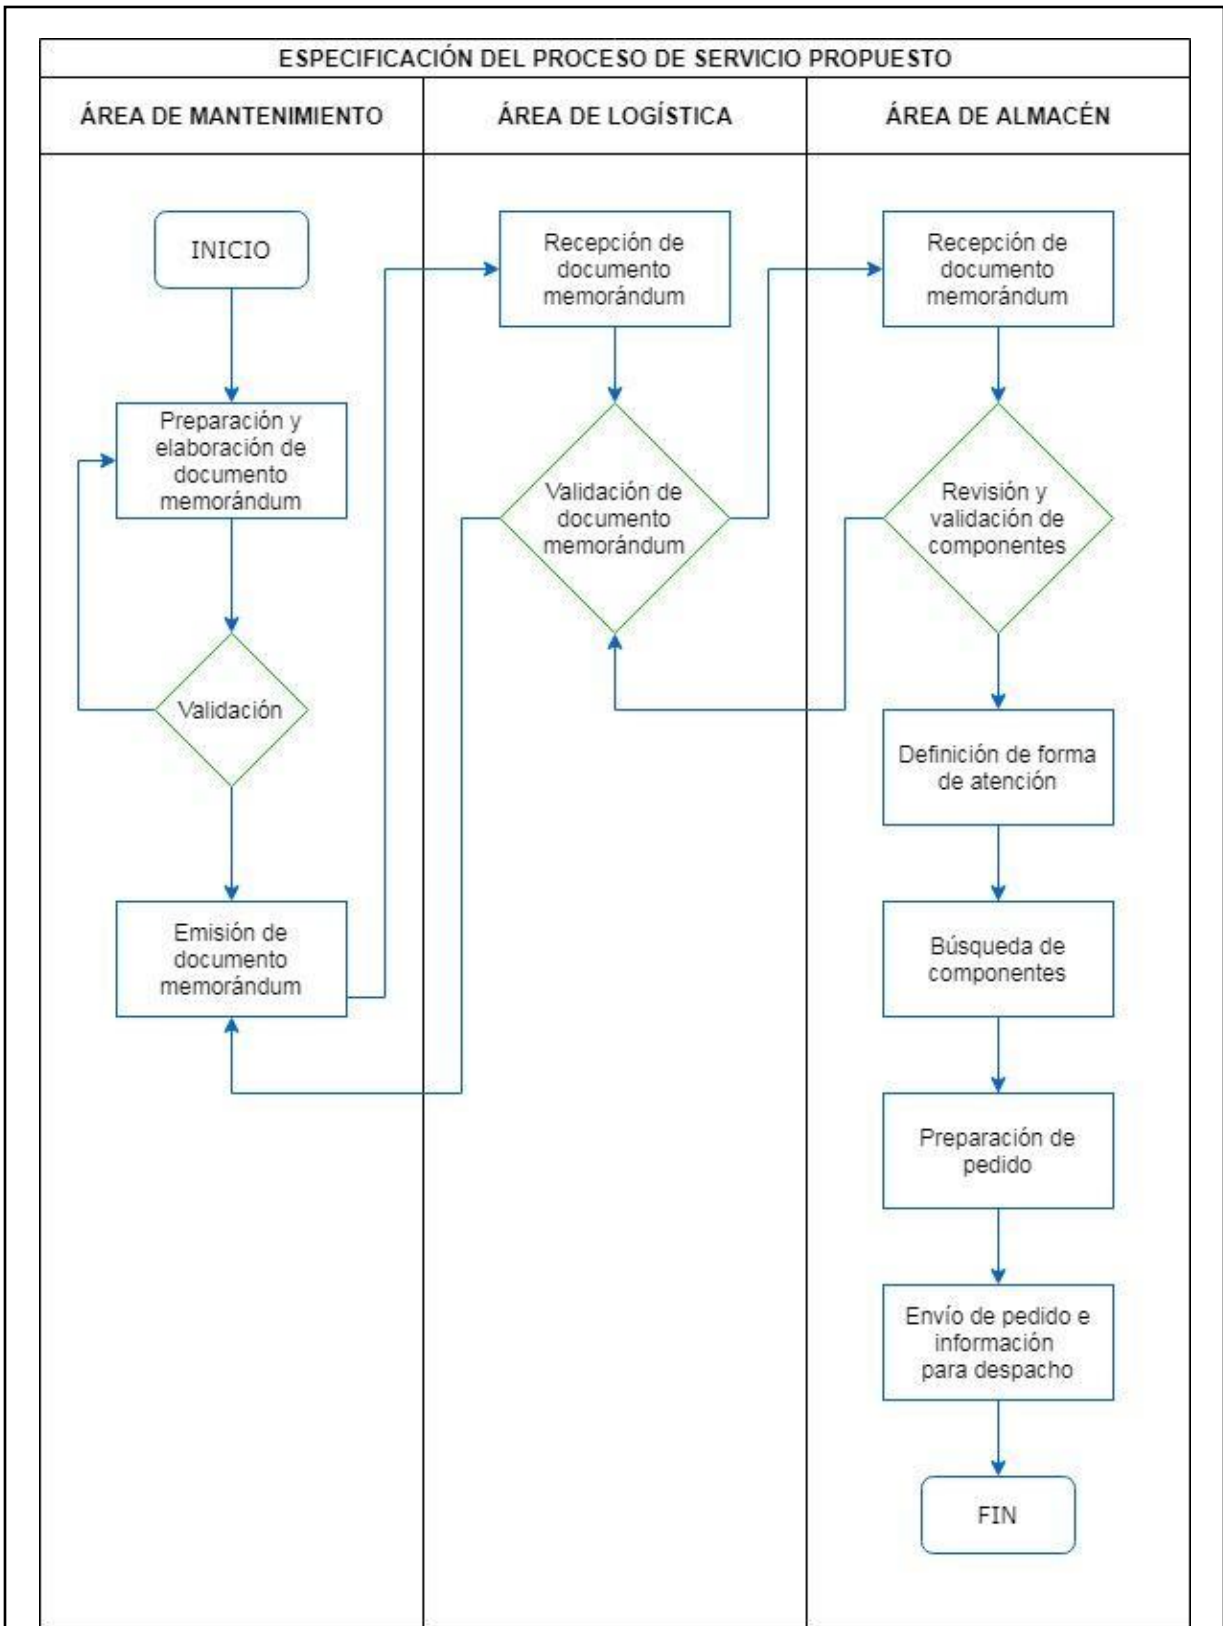 ESPECIFICACIÓN DEL PROCESO DE SERVICIO PROPUESTO
ÁREA DE MANTENIMIENTO
ÁREA DE LOGÍSTICA
ÁREA DE ALMACÉN
INICIO
Preparación y
elaboración de
documento
memorándum
Validación
Emisión de
documento
memorándum
Recepción de
documento
memorándum
Validación de
documento
memorándum
Recepción de
documento
memorándum
Revisión y
validación de
componentes
Definición de forma
de atención
Búsqueda de
componentes
Preparación de
pedido
Envío de pedido e
información
para despacho
FIN